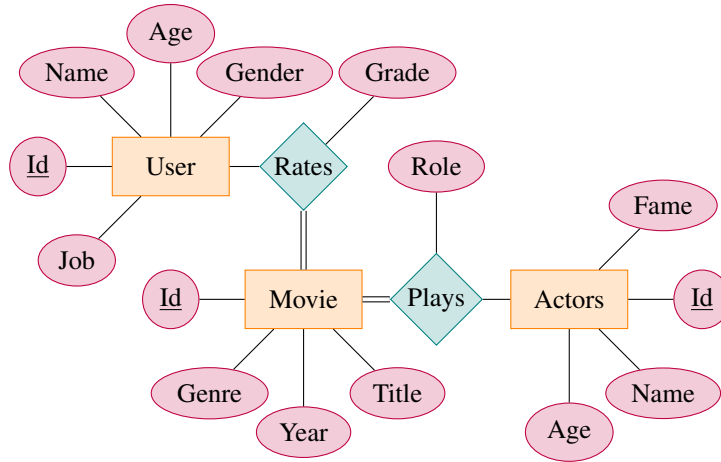 Age
Name
Gender
Grade
Id
User
Rates
Role
Fame
Job
Id
Movie
Plays
Actors
Id
Genre
Title
Name
Year
Age